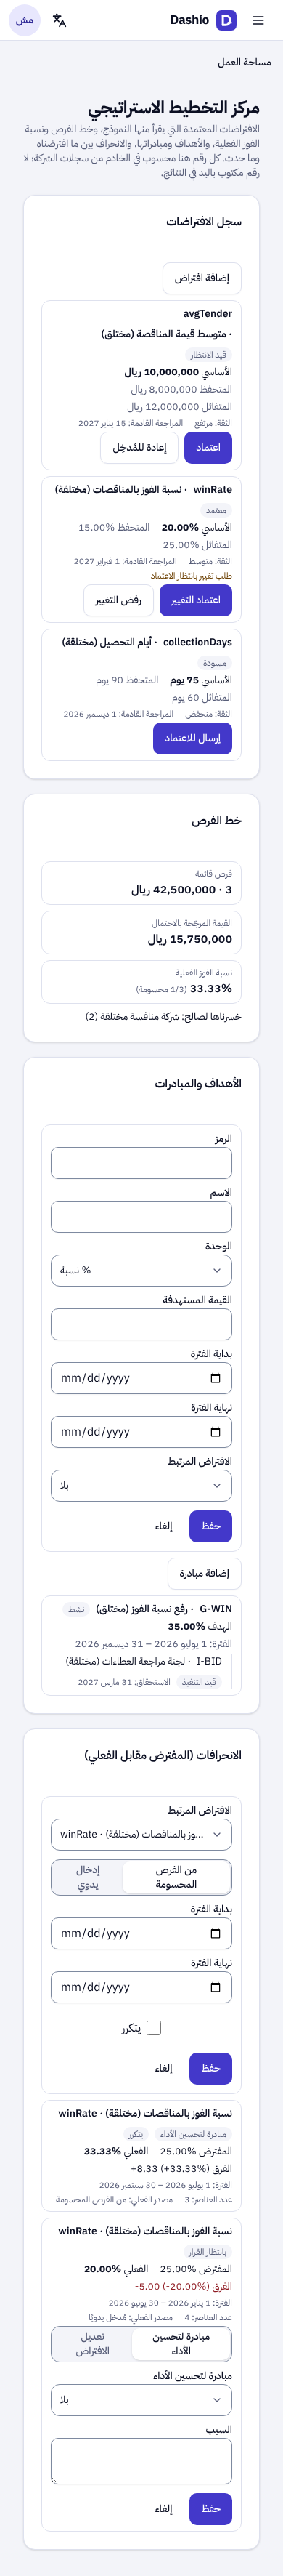 Dashio
مش
مساحة العمل
مركز التخطيط الاستراتيجي
الافتراضات المعتمدة التي يقرأ منها النموذج، وخط الفرص ونسبة
الفوز الفعلية، والأهداف ومبادراتها، والانحراف بين ما افترضناه
وما حدث. كل رقم هنا محسوب في الخادم من سجلات الشركة؛ لا
رقم مكتوب باليد في النتائج.
سجل الافتراضات
إضافة افتراض
avgTender
· متوسط قيمة المناقصة (مختلق)
قيد الانتظار
الأساسي 10,000,000 ريال
المتحفظ 8,000,000 ريال
المتفائل 12,000,000 ريال
الثقة: مرتفع المراجعة القادمة: 15 يناير 2027
اعتماد
إعادة للمُدخِل
winRate · نسبة الفوز بالمناقصات (مختلقة)
معتمد
الأساسي 20.00% المتحفظ 15.00%
المتفائل 25.00%
الثقة: متوسط المراجعة القادمة: 1 فبراير 2027
طلب تغيير بانتظار الاعتماد
اعتماد التغيير
رفض التغيير
collectionDays · أيام التحصيل (مختلقة)
مسودة
الأساسي 75 يوم المتحفظ 90 يوم
المتفائل 60 يوم
الثقة: منخفض المراجعة القادمة: 1 ديسمبر 2026
إرسال للاعتماد
خط الفرص
فرص قائمة
3 · 42,500,000 ريال
القيمة المرجّحة بالاحتمال
15,750,000 ريال
نسبة الفوز الفعلية
33.33% (1/3 محسومة)
خسرناها لصالح: شركة منافسة مختلقة (2)
الأهداف والمبادرات
الرمز
الاسم
الوحدة
% نسبة
القيمة المستهدفة
بداية الفترة
mm/dd/yyyy
نهاية الفترة
mm/dd/yyyy
الافتراض المرتبط
بلا
حفظ
إلغاء
إضافة مبادرة
G-WIN · رفع نسبة الفوز (مختلق) نشط
الهدف 35.00%
الفترة: 1 يوليو 2026 – 31 ديسمبر 2026
I-BID · لجنة مراجعة العطاءات (مختلقة)
قيد التنفيذ الاستحقاق: 31 مارس 2027
الانحرافات (المفترض مقابل الفعلي)
الافتراض المرتبط
winRate · وز بالمناقصات (مختلقة)...
من الفرص
المحسومة
إدخال
يدوي
بداية الفترة
mm/dd/yyyy
نهاية الفترة
mm/dd/yyyy
يتكرر
حفظ
إلغاء
winRate · نسبة الفوز بالمناقصات (مختلقة)
مبادرة لتحسين الأداء يتكرر
المفترض 25.00% الفعلي 33.33%
الفرق +8.33 (+33.33%)
الفترة: 1 يوليو 2026 – 30 سبتمبر 2026
عدد العناصر: 3 مصدر الفعلي: من الفرص المحسومة
winRate · نسبة الفوز بالمناقصات (مختلقة)
بانتظار القرار
المفترض 25.00% الفعلي 20.00%
الفرق -5.00 (-20.00%)
الفترة: 1 يناير 2026 – 30 يونيو 2026
عدد العناصر: 4 مصدر الفعلي: مُدخل يدويًا
مبادرة لتحسين
الأداء
تعديل
الافتراض
مبادرة لتحسين الأداء
بلا
السبب
حفظ
إلغاء